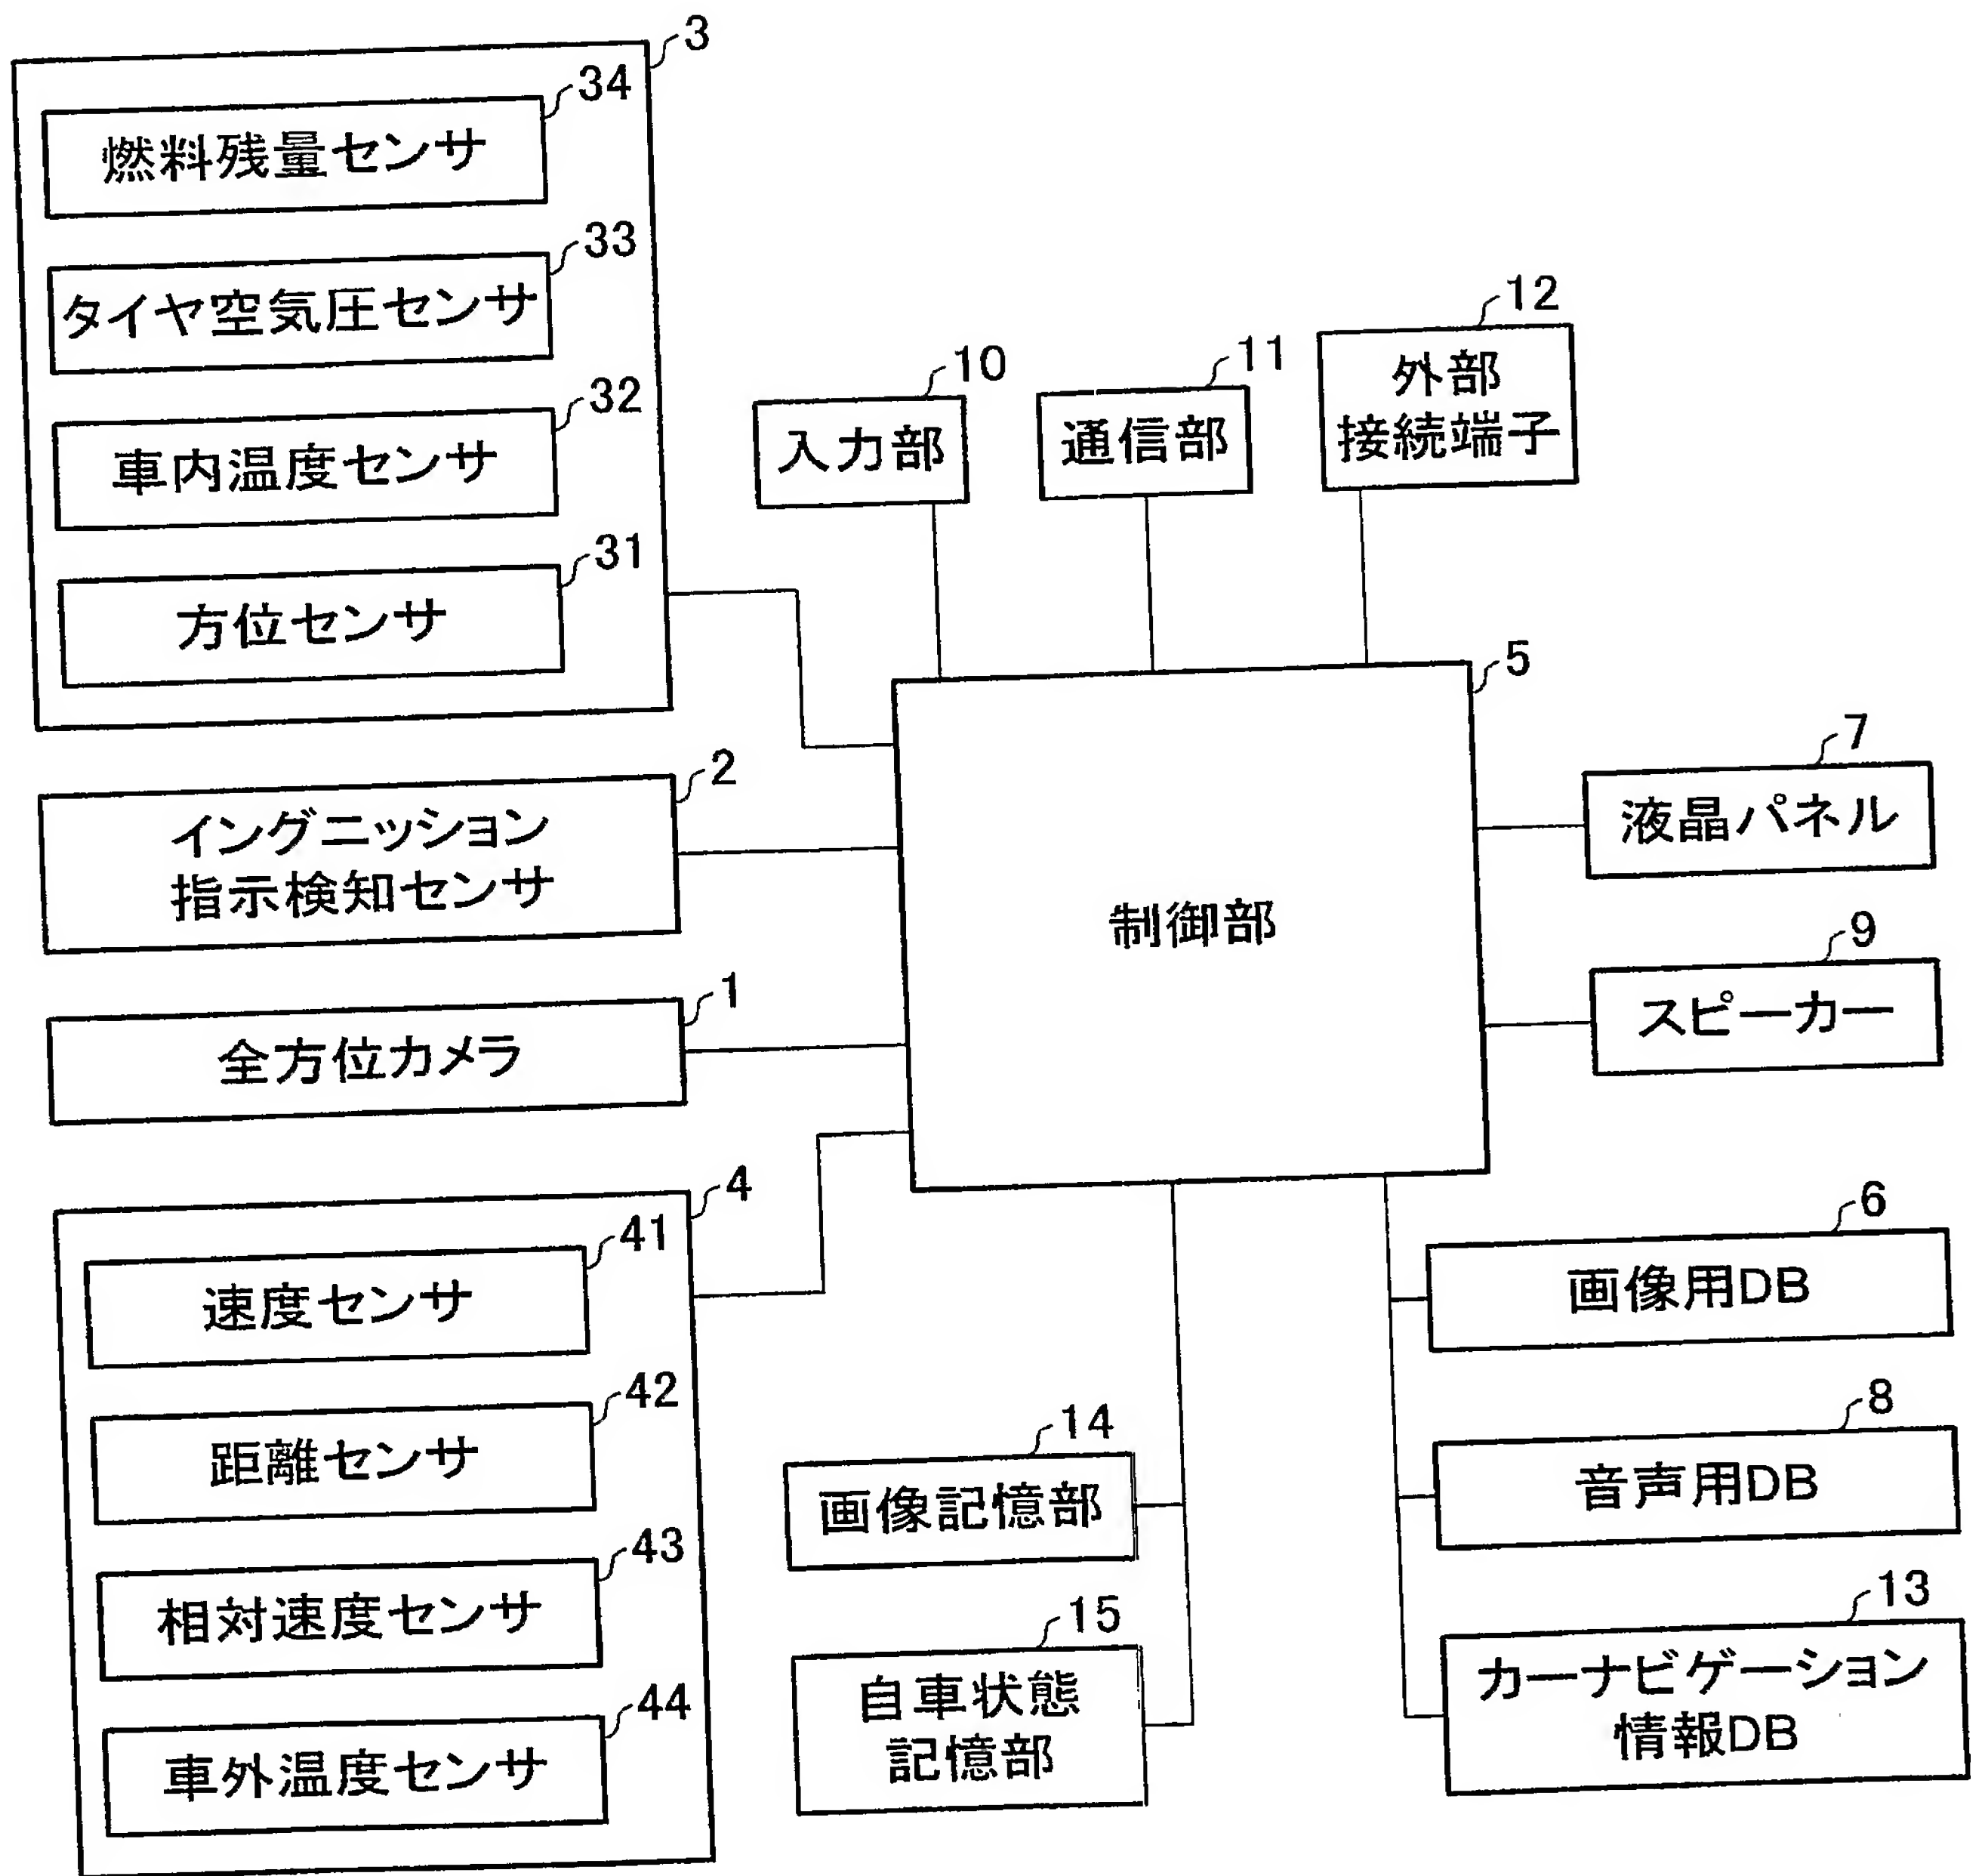 3
34
燃料残量センサ
33
タイヤ空気圧センサ
32
車内温度センサ
31
方位センサ
10
入力部
11
通信部
12
外部
接続端子
2
イングニッション
指示検知センサ
1
全方位カメラ
5
制御部
7
液晶パネル
9
スピーカー
4
41
速度センサ
42
距離センサ
43
相対速度センサ
44
車外温度センサ
14
画像記憶部
15
自車状態
記憶部
6
画像用DB
8
音声用DB
13
カーナビゲーション
情報DB